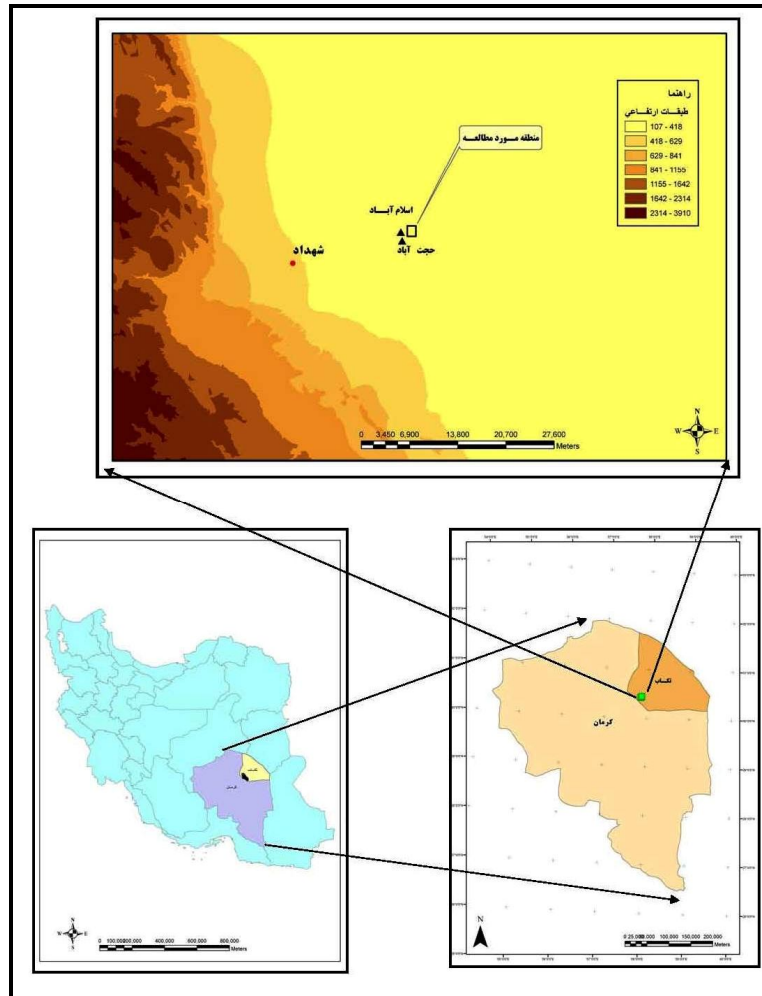 راهنما
طبقات ارتفاعي
107 - 418
418 - 629
629 - 841
841 - 1155
1155 - 1642
1642 - 2314
2314 - 3910
منطقه مورد مطالعه
اسلام آباد
حجت آباد
شهداد
N
W E
S
0 3,450 6,900 13,800 20,700 27,600
Meters
تکاب
کرمان
N
W E
S
0 100,000 200,000 400,000 600,000 800,000
Meters
تکاب
کرمان
N
0 25,000 50,000 100,000 150,000 200,000
Meters